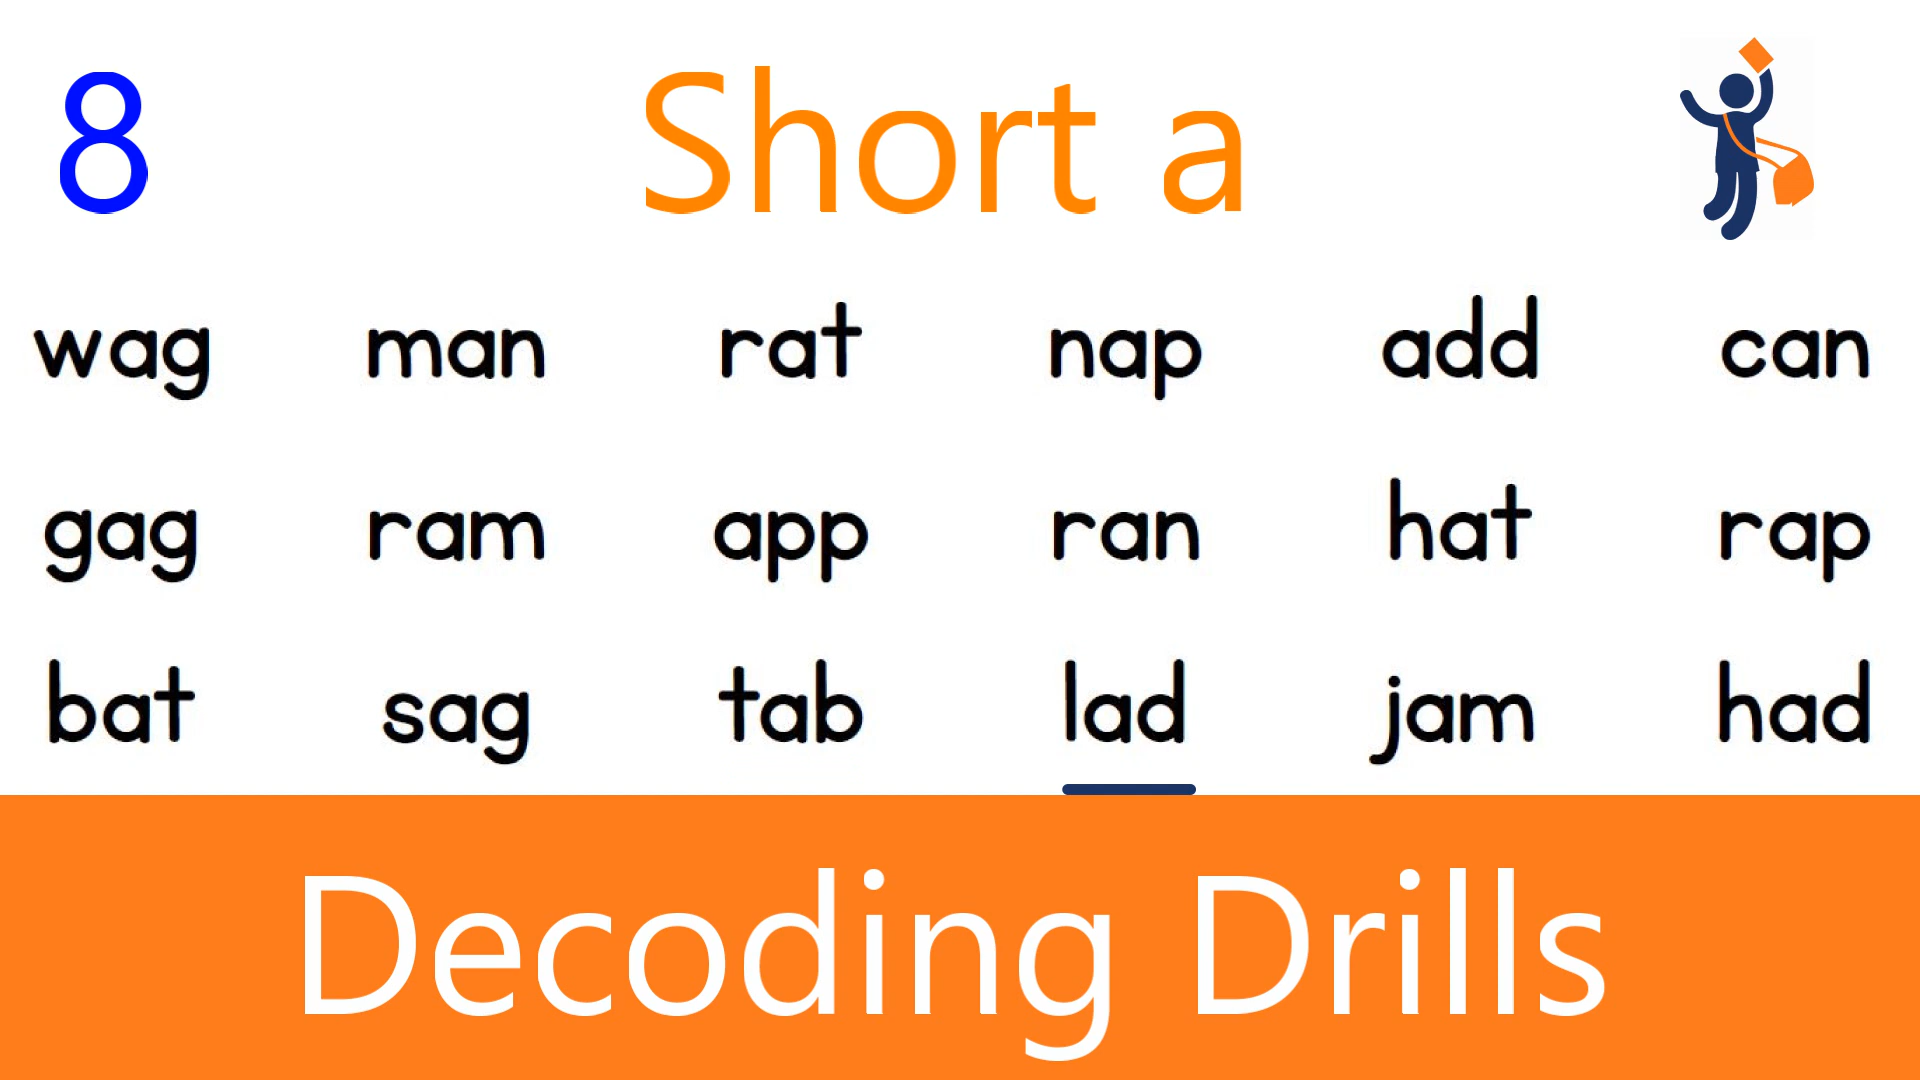 8 Short a
wag man rat nap add can
gag ram app ran hat rap
bat sag tab lad jam had
Decoding Drills